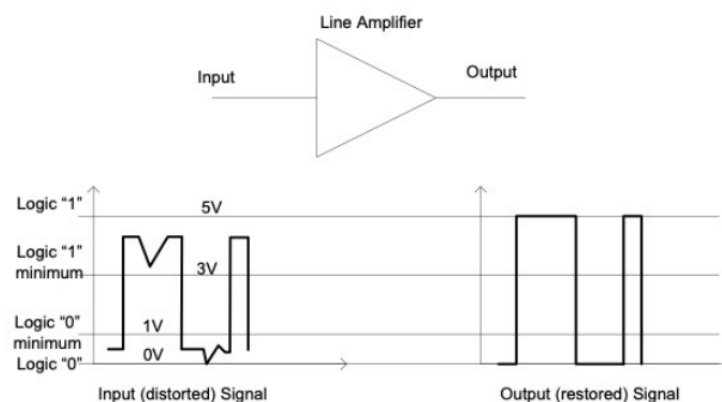 Line Amplifier
Input
Output
Logic “1”
5V
Logic “1”
minimum
3V
Logic “0”
minimum
1V
Logic “0”
0V
Input (distorted) Signal
Output (restored) Signal